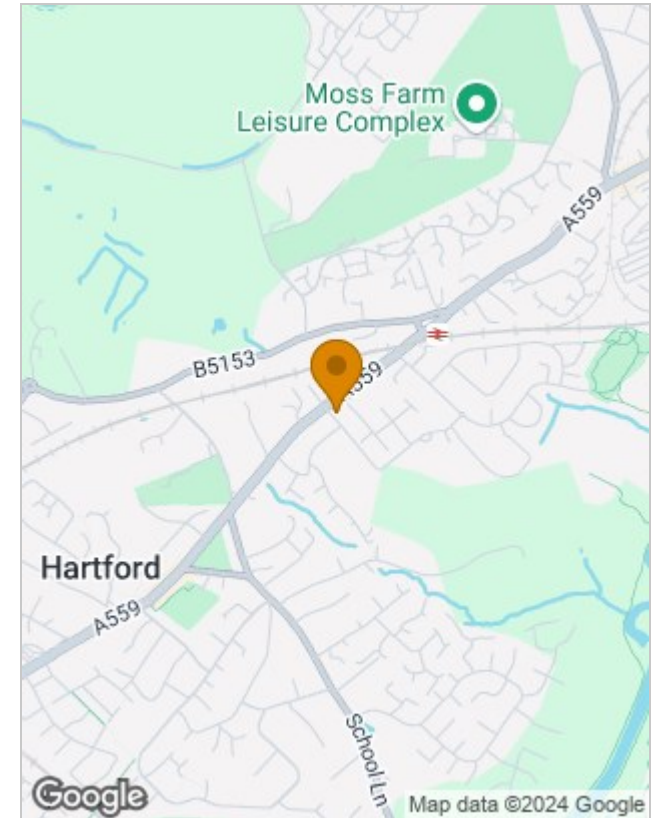 Moss Farm
Leisure Complex
A559
B5153
A559
Hartford
A559
School Ln
Google
Map data ©2024 Google